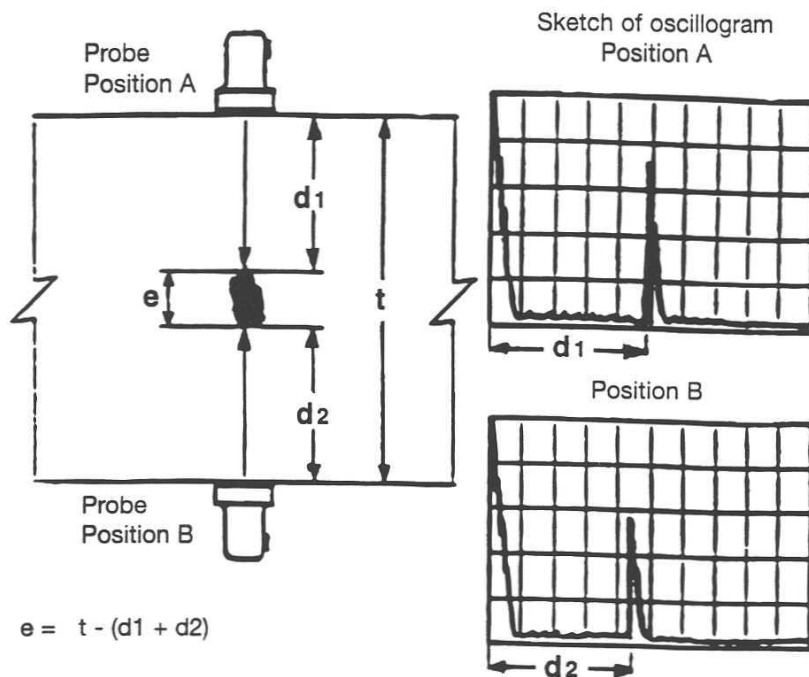 Probe
Position A
Sketch of oscillogram
Position A
d1
e
t
d1
d2
Position B
Probe
Position B
d2
e = t - (d1 + d2)